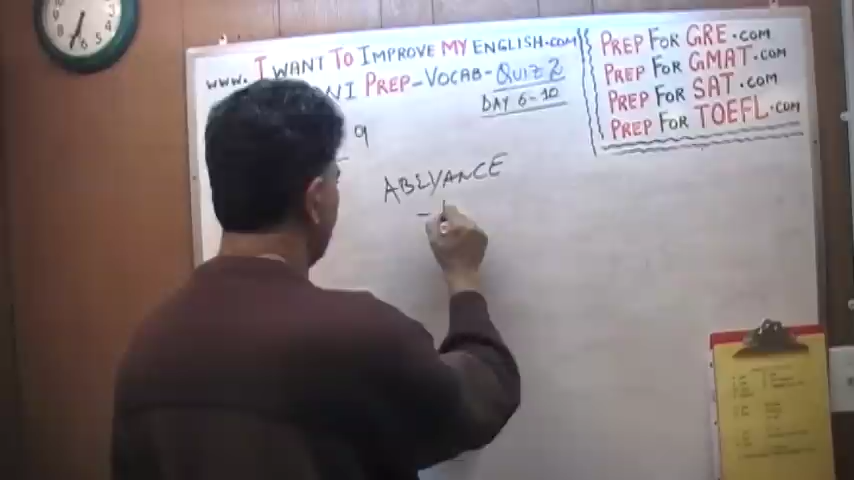 www. I WANT TO IMPROVE MY ENGLISH.COM
NI PREP-VOCAB-QUIZ 2
DAY 6-10
PREP FOR GRE.COM
PREP FOR GMAT.COM
PREP FOR SAT.COM
PREP FOR TOEFL.COM
9
ABEYANCE